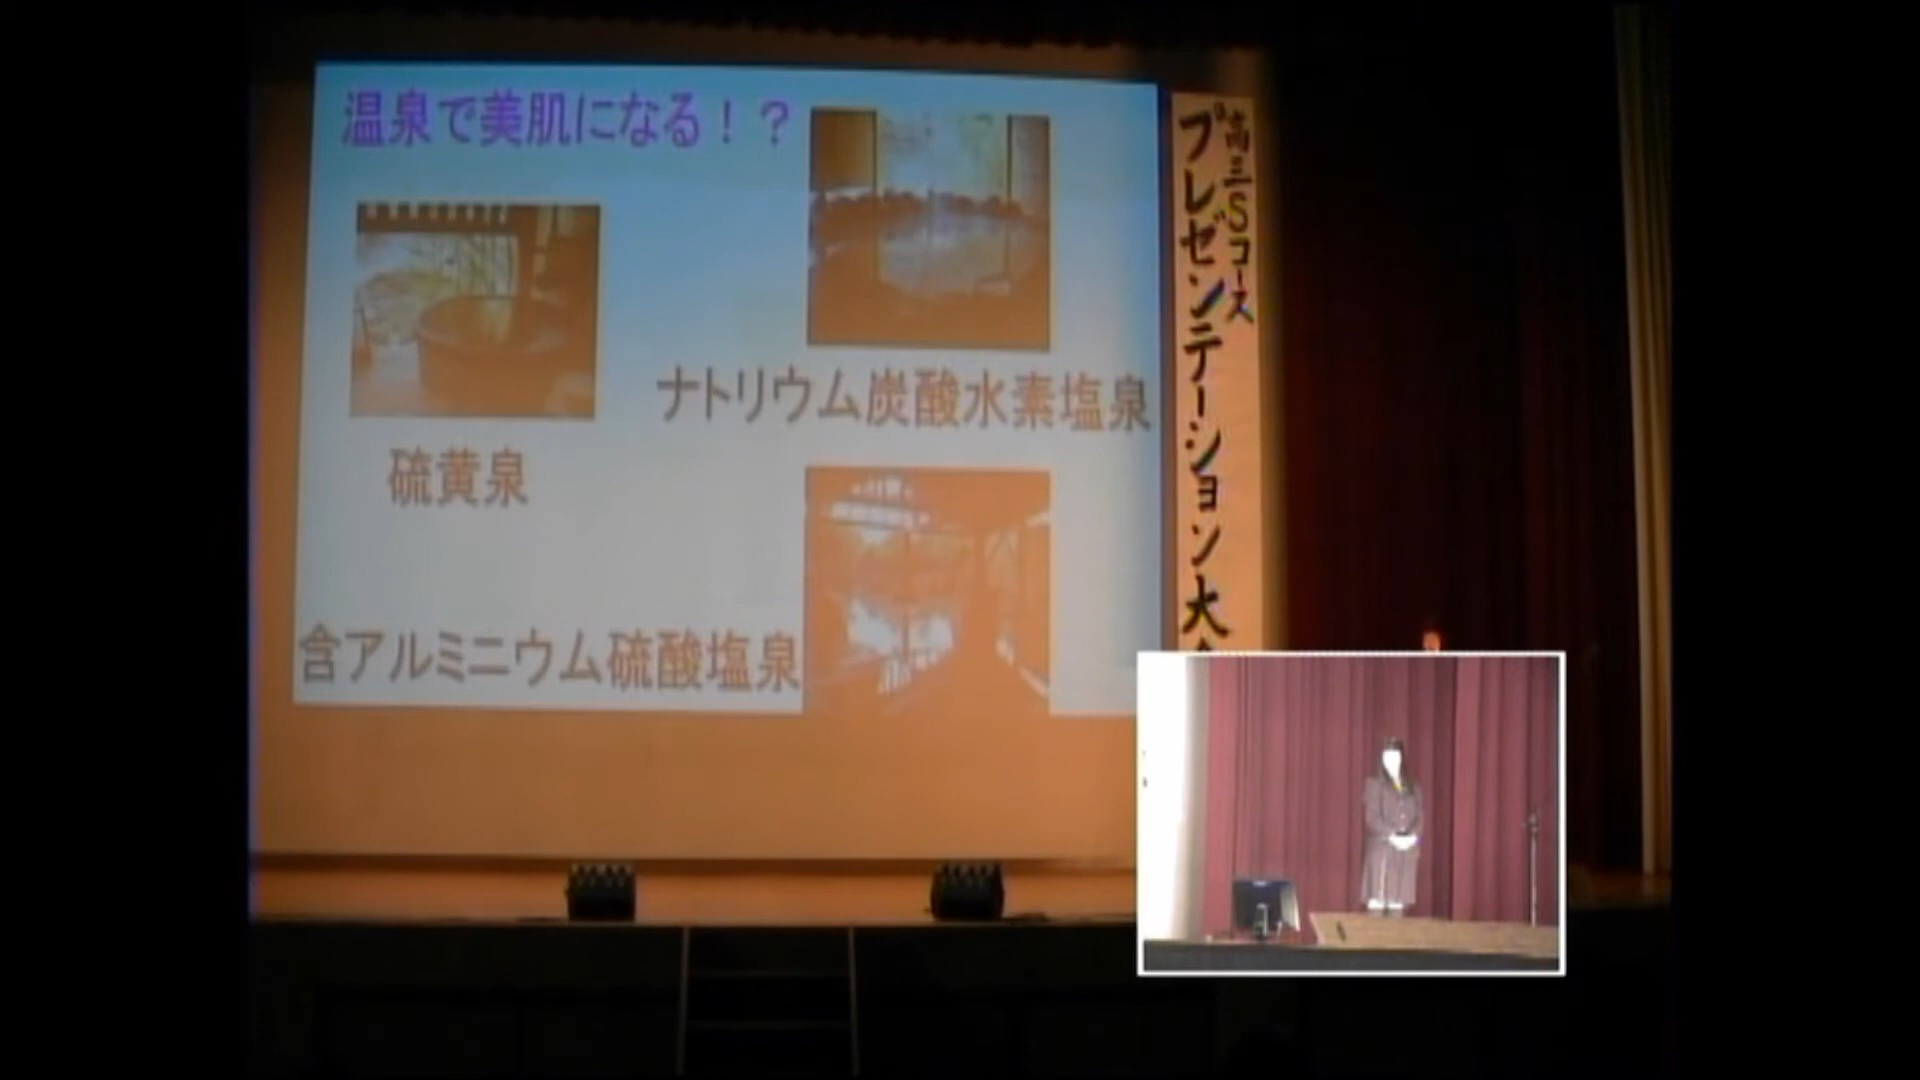 温泉で美肌になる!?
ナトリウム炭酸水素塩泉
硫黄泉
含アルミニウム硫酸塩泉
高三Sコース
プレゼンテーション大